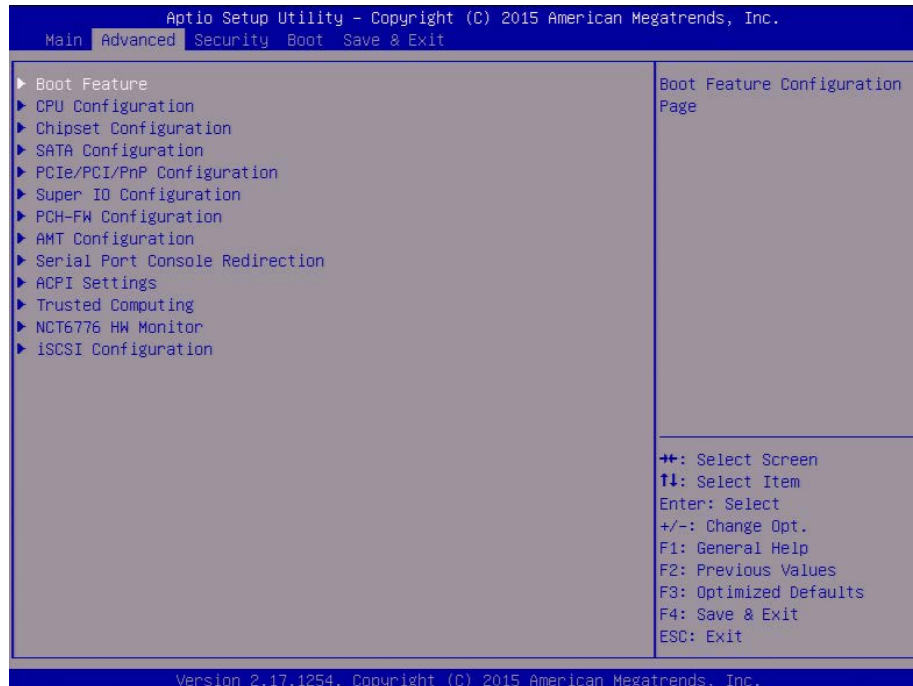 Aptio Setup Utility – Copyright (C) 2015 American Megatrends, Inc.
Main Advanced Security Boot Save & Exit
Boot Feature
CPU Configuration
Chipset Configuration
SATA Configuration
PCIe/PCI/PnP Configuration
Super IO Configuration
PCH-FW Configuration
AMT Configuration
Serial Port Console Redirection
ACPI Settings
Trusted Computing
NCT6776 HW Monitor
iSCSI Configuration
Boot Feature Configuration
Page
→←: Select Screen
↑↓: Select Item
Enter: Select
+/-: Change Opt.
F1: General Help
F2: Previous Values
F3: Optimized Defaults
F4: Save & Exit
ESC: Exit
Version 2.17.1254. Copyright (C) 2015 American Megatrends, Inc.